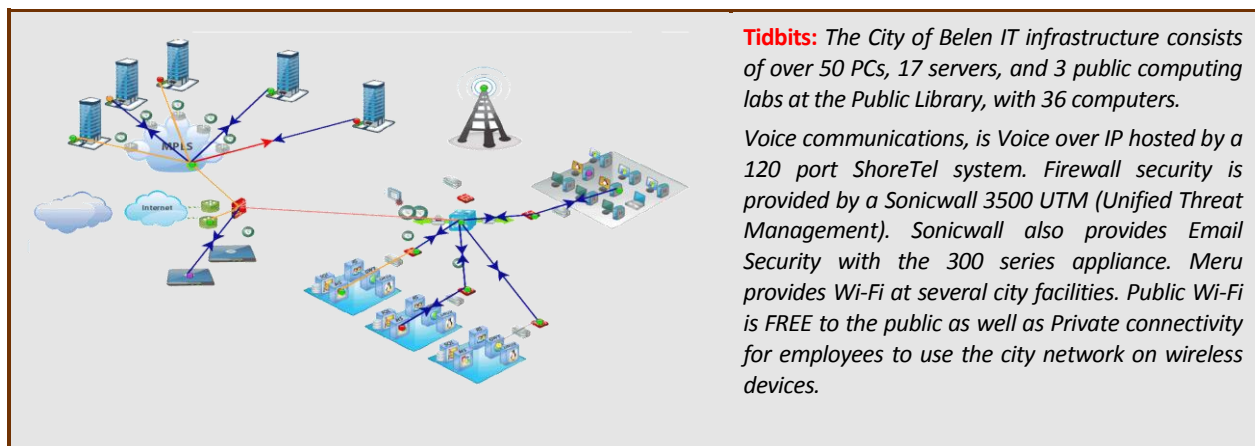 MPLS
Internet
Tidbits: The City of Belen IT infrastructure consists
of over 50 PCs, 17 servers, and 3 public computing
labs at the Public Library, with 36 computers.
Voice communications, is Voice over IP hosted by a
120 port ShoreTel system. Firewall security is
provided by a Sonicwall 3500 UTM (Unified Threat
Management). Sonicwall also provides Email
Security with the 300 series appliance. Meru
provides Wi-Fi at several city facilities. Public Wi-Fi
is FREE to the public as well as Private connectivity
for employees to use the city network on wireless
devices.